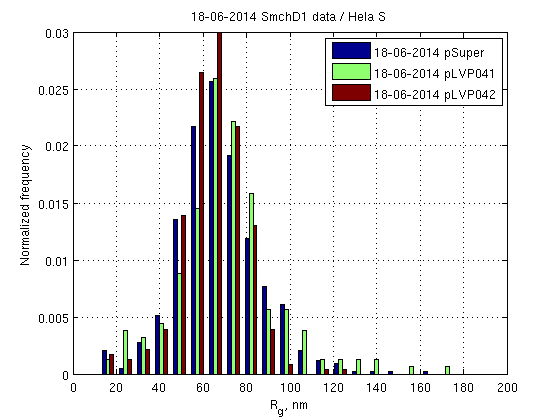 18-06-2014 SmchD1 data / Hela S
18-06-2014 pSuper
18-06-2014 pLVP041
18-06-2014 pLVP042
Normalized frequency
0.03
0.025
0.02
0.015
0.01
0.005
0
0 20 40 60 80 100 120 140 160 180 200
Rg, nm